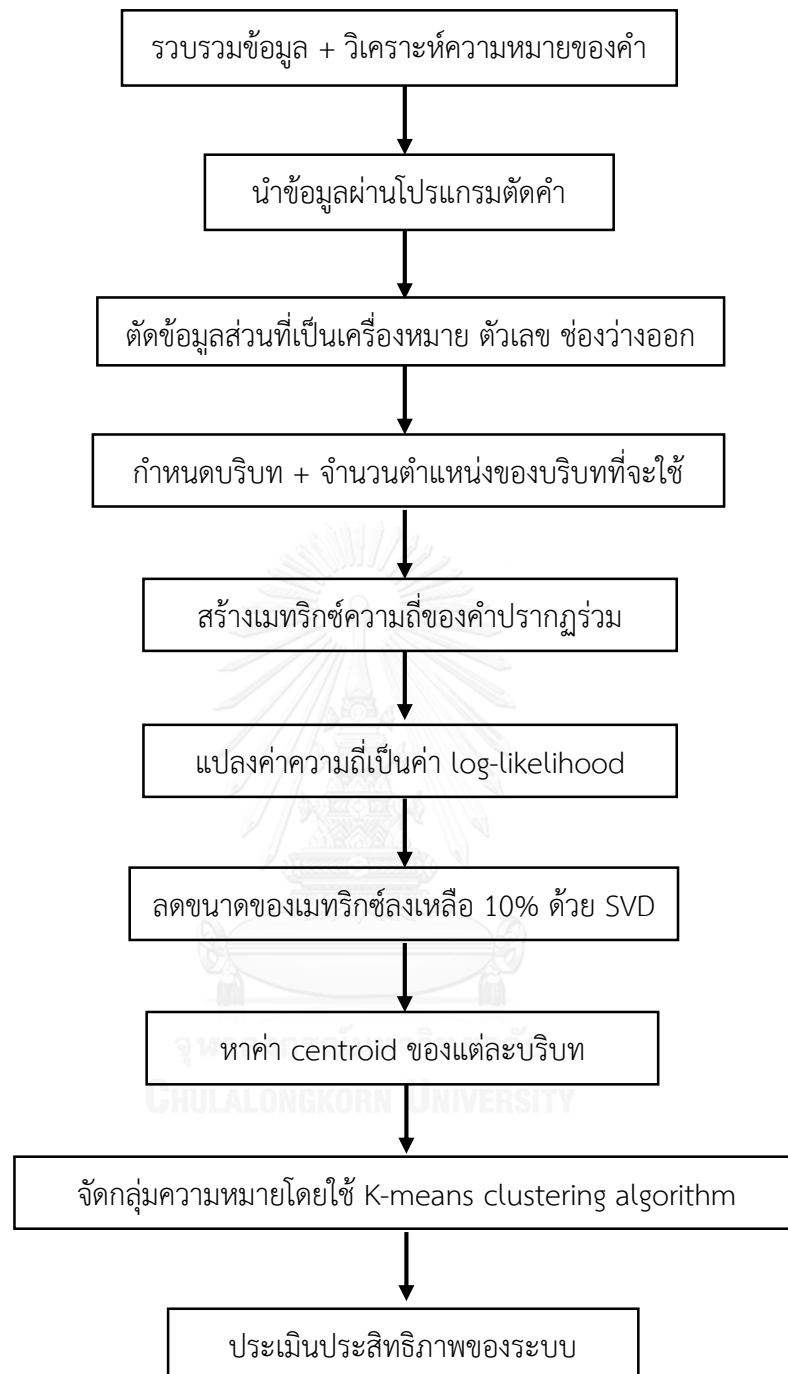 รวบรวมข้อมูล + วิเคราะห์ความหมายของคำ
นำข้อมูลผ่านโปรแกรมตัดคำ
ตัดข้อมูลส่วนที่เป็นเครื่องหมาย ตัวเลข ช่องว่างออก
กำหนดบริบท + จำนวนตำแหน่งของบริบทที่จะใช้
สร้างเมทริกซ์ความถี่ของคำปรากฏร่วม
แปลงค่าความถี่เป็นค่า log-likelihood
ลดขนาดของเมทริกซ์ลงเหลือ 10% ด้วย SVD
หาค่า centroid ของแต่ละบริบท
CHULALONGKORN UNIVERSITY
จัดกลุ่มความหมายโดยใช้ K-means clustering algorithm
ประเมินประสิทธิภาพของระบบ